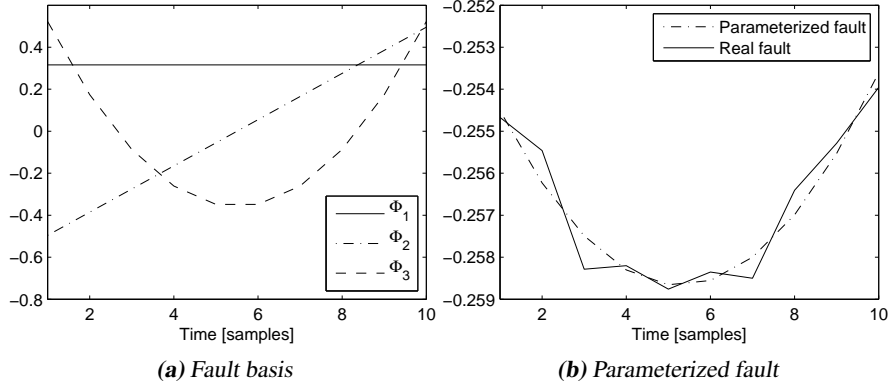 0.4
0.2
0
−0.2
−0.4
−0.6
−0.8
2
4
6
8
10
Time [samples]
Φ1
Φ2
Φ3
(a) Fault basis
−0.252
−0.253
−0.254
−0.255
−0.256
−0.257
−0.258
−0.259
2
4
6
8
10
Time [samples]
Parameterized fault
Real fault
(b) Parameterized fault